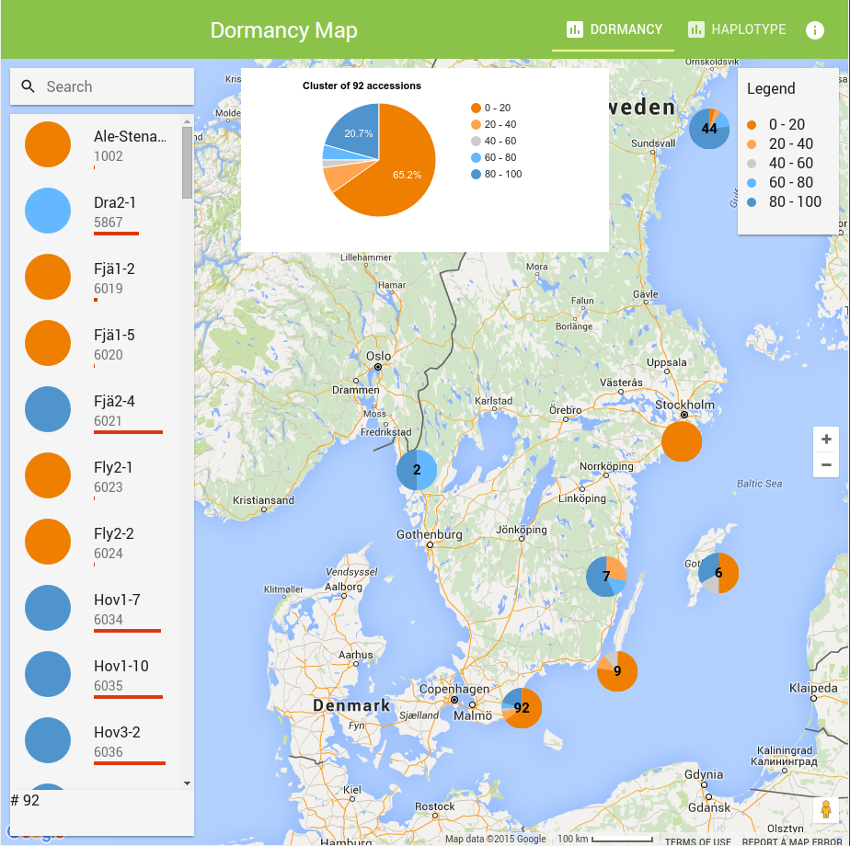 Dormancy Map
DORMANCY
HAPLOTYPE
Search
Ale-Stena...
1002
Dra2-1
5867
Fjä1-2
6019
Fjä1-5
6020
Fjä2-4
6021
Fly2-1
6023
Fly2-2
6024
Hov1-7
6034
Hov1-10
6035
Hov3-2
6036
# 92
Cluster of 92 accessions
20.7%
65.2%
0 - 20
20 - 40
40 - 60
60 - 80
80 - 100
Legend
0 - 20
20 - 40
40 - 60
60 - 80
80 - 100
Örnsköldsvik
weden
44
Sundsvall
Lillehammer
Mora
Hamar
Falun
Gävle
Borlänge
Oslo
Uppsala
Drammen
Västerås
Karlstad
Stockholm
Moss
Örebro
Fredrikstad
2
Norrköping
Baltic Sea
Kristiansand
Linköping
Jönköping
Gothenburg
Got
6
7
Vendsyssel
Klitmøller
Aalborg
Aarhus
9
Copenhagen
Klaipeda
Denmark
92
Sjælland
Malmö
Fyn
Kaliningrad
Калининград
Gdynia
Kiel
Gdańsk
Rostock
Olsztyn
Hamburg
Map data ©2015 Google
100 km
TERMS OF USE
REPORT A MAP ERROR